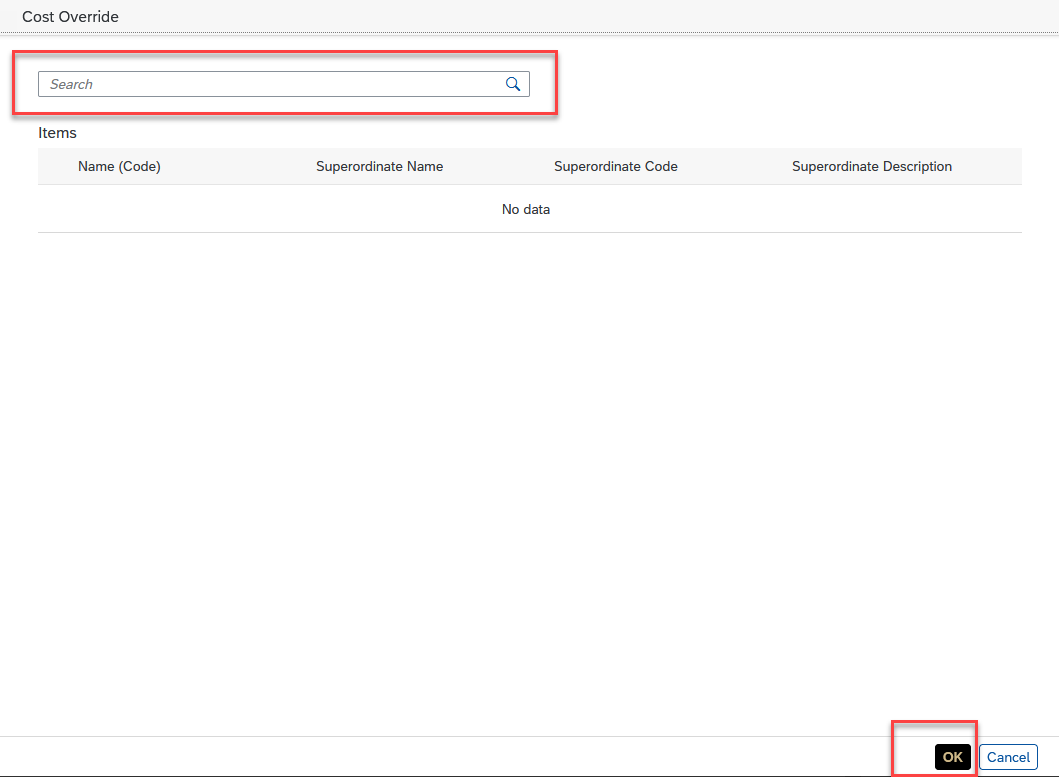 Cost Override
Search
Items
Name (Code) Superordinate Name Superordinate Code Superordinate Description
No data
OK Cancel